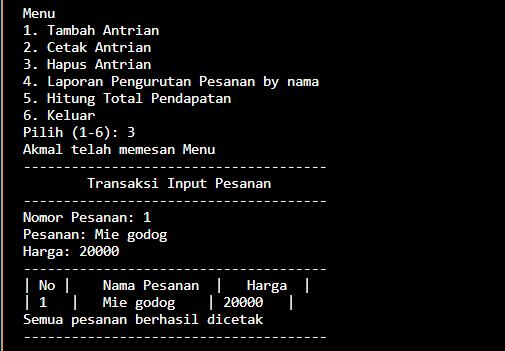 Menu
1. Tambah Antrian
2. Cetak Antrian
3. Hapus Antrian
4. Laporan Pengurutan Pesanan by nama
5. Hitung Total Pendapatan
6. Keluar
Pilih (1-6): 3
Akmal telah memesan Menu
--------------------------------------
        Transaksi Input Pesanan
--------------------------------------
Nomor Pesanan: 1
Pesanan: Mie godog
Harga: 20000
--------------------------------------
| No |    Nama Pesanan  |   Harga  |
| 1   |   Mie godog    | 20000   |
Semua pesanan berhasil dicetak
--------------------------------------